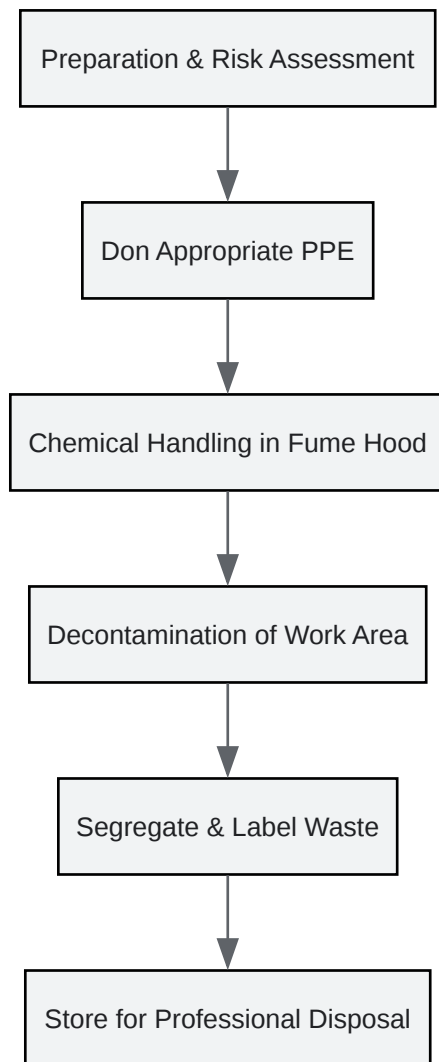 Preparation & Risk Assessment
Don Appropriate PPE
Chemical Handling in Fume Hood
Decontamination of Work Area
Segregate & Label Waste
Store for Professional Disposal